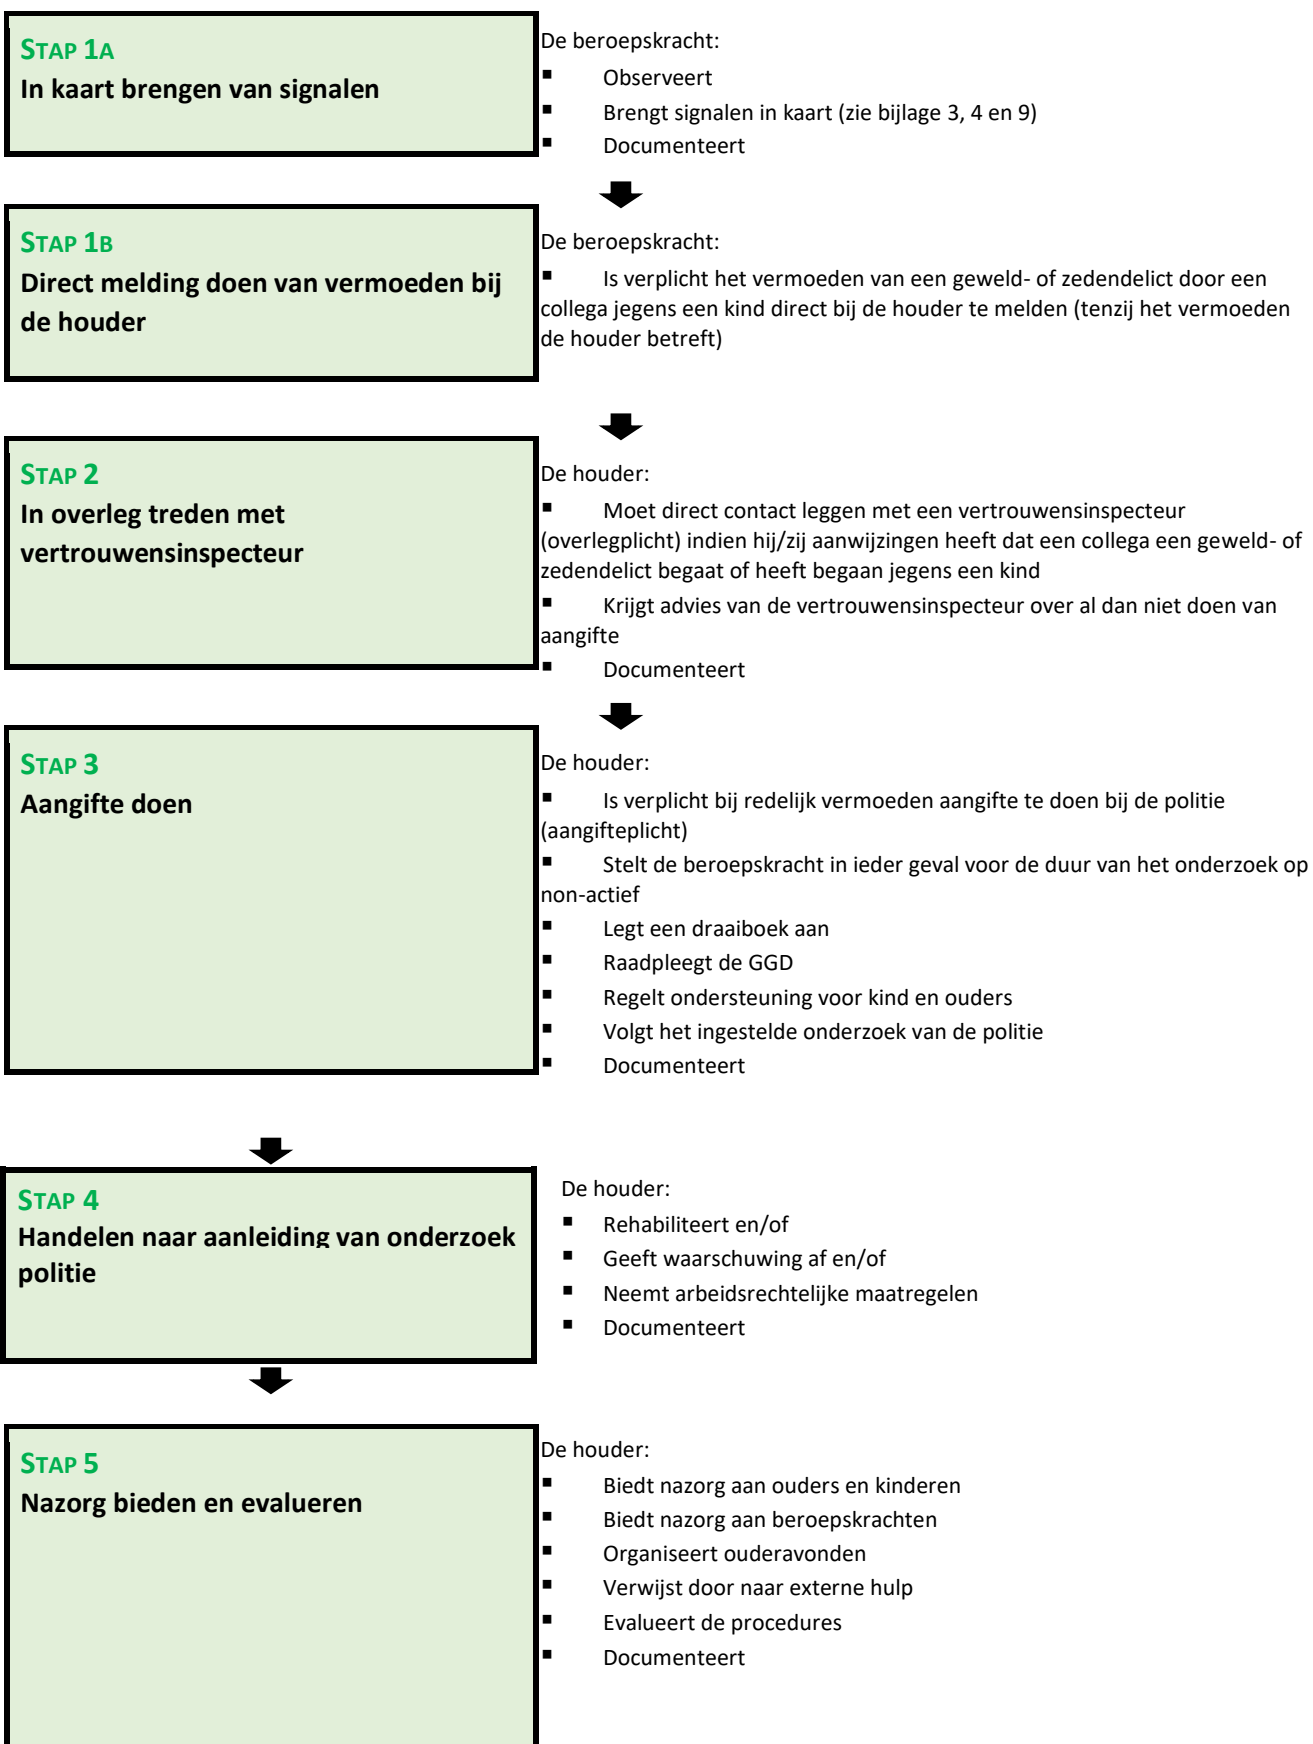 STAP 1A
In kaart brengen van signalen
De beroepskracht:
▪ Observeert
▪ Brengt signalen in kaart (zie bijlage 3, 4 en 9)
▪ Documenteert
STAP 1B
Direct melding doen van vermoeden bij
de houder
De beroepskracht:
▪ Is verplicht het vermoeden van een geweld- of zedendelict door een
collega jegens een kind direct bij de houder te melden (tenzij het vermoeden
de houder betreft)
STAP 2
In overleg treden met
vertrouwensinspecteur
De houder:
▪ Moet direct contact leggen met een vertrouwensinspecteur
(overlegplicht) indien hij/zij aanwijzingen heeft dat een collega een geweld- of
zedendelict begaat of heeft begaan jegens een kind
▪ Krijgt advies van de vertrouwensinspecteur over al dan niet doen van
aangifte
▪ Documenteert
STAP 3
Aangifte doen
De houder:
▪ Is verplicht bij redelijk vermoeden aangifte te doen bij de politie
(aangifteplicht)
▪ Stelt de beroepskracht in ieder geval voor de duur van het onderzoek op
non-actief
▪ Legt een draaiboek aan
▪ Raadpleegt de GGD
▪ Regelt ondersteuning voor kind en ouders
▪ Volgt het ingestelde onderzoek van de politie
▪ Documenteert
STAP 4
Handelen naar aanleiding van onderzoek
politie
De houder:
▪ Rehabiliteert en/of
▪ Geeft waarschuwing af en/of
▪ Neemt arbeidsrechtelijke maatregelen
▪ Documenteert
STAP 5
Nazorg bieden en evalueren
De houder:
▪ Biedt nazorg aan ouders en kinderen
▪ Biedt nazorg aan beroepskrachten
▪ Organiseert ouderavonden
▪ Verwijst door naar externe hulp
▪ Evalueert de procedures
▪ Documenteert